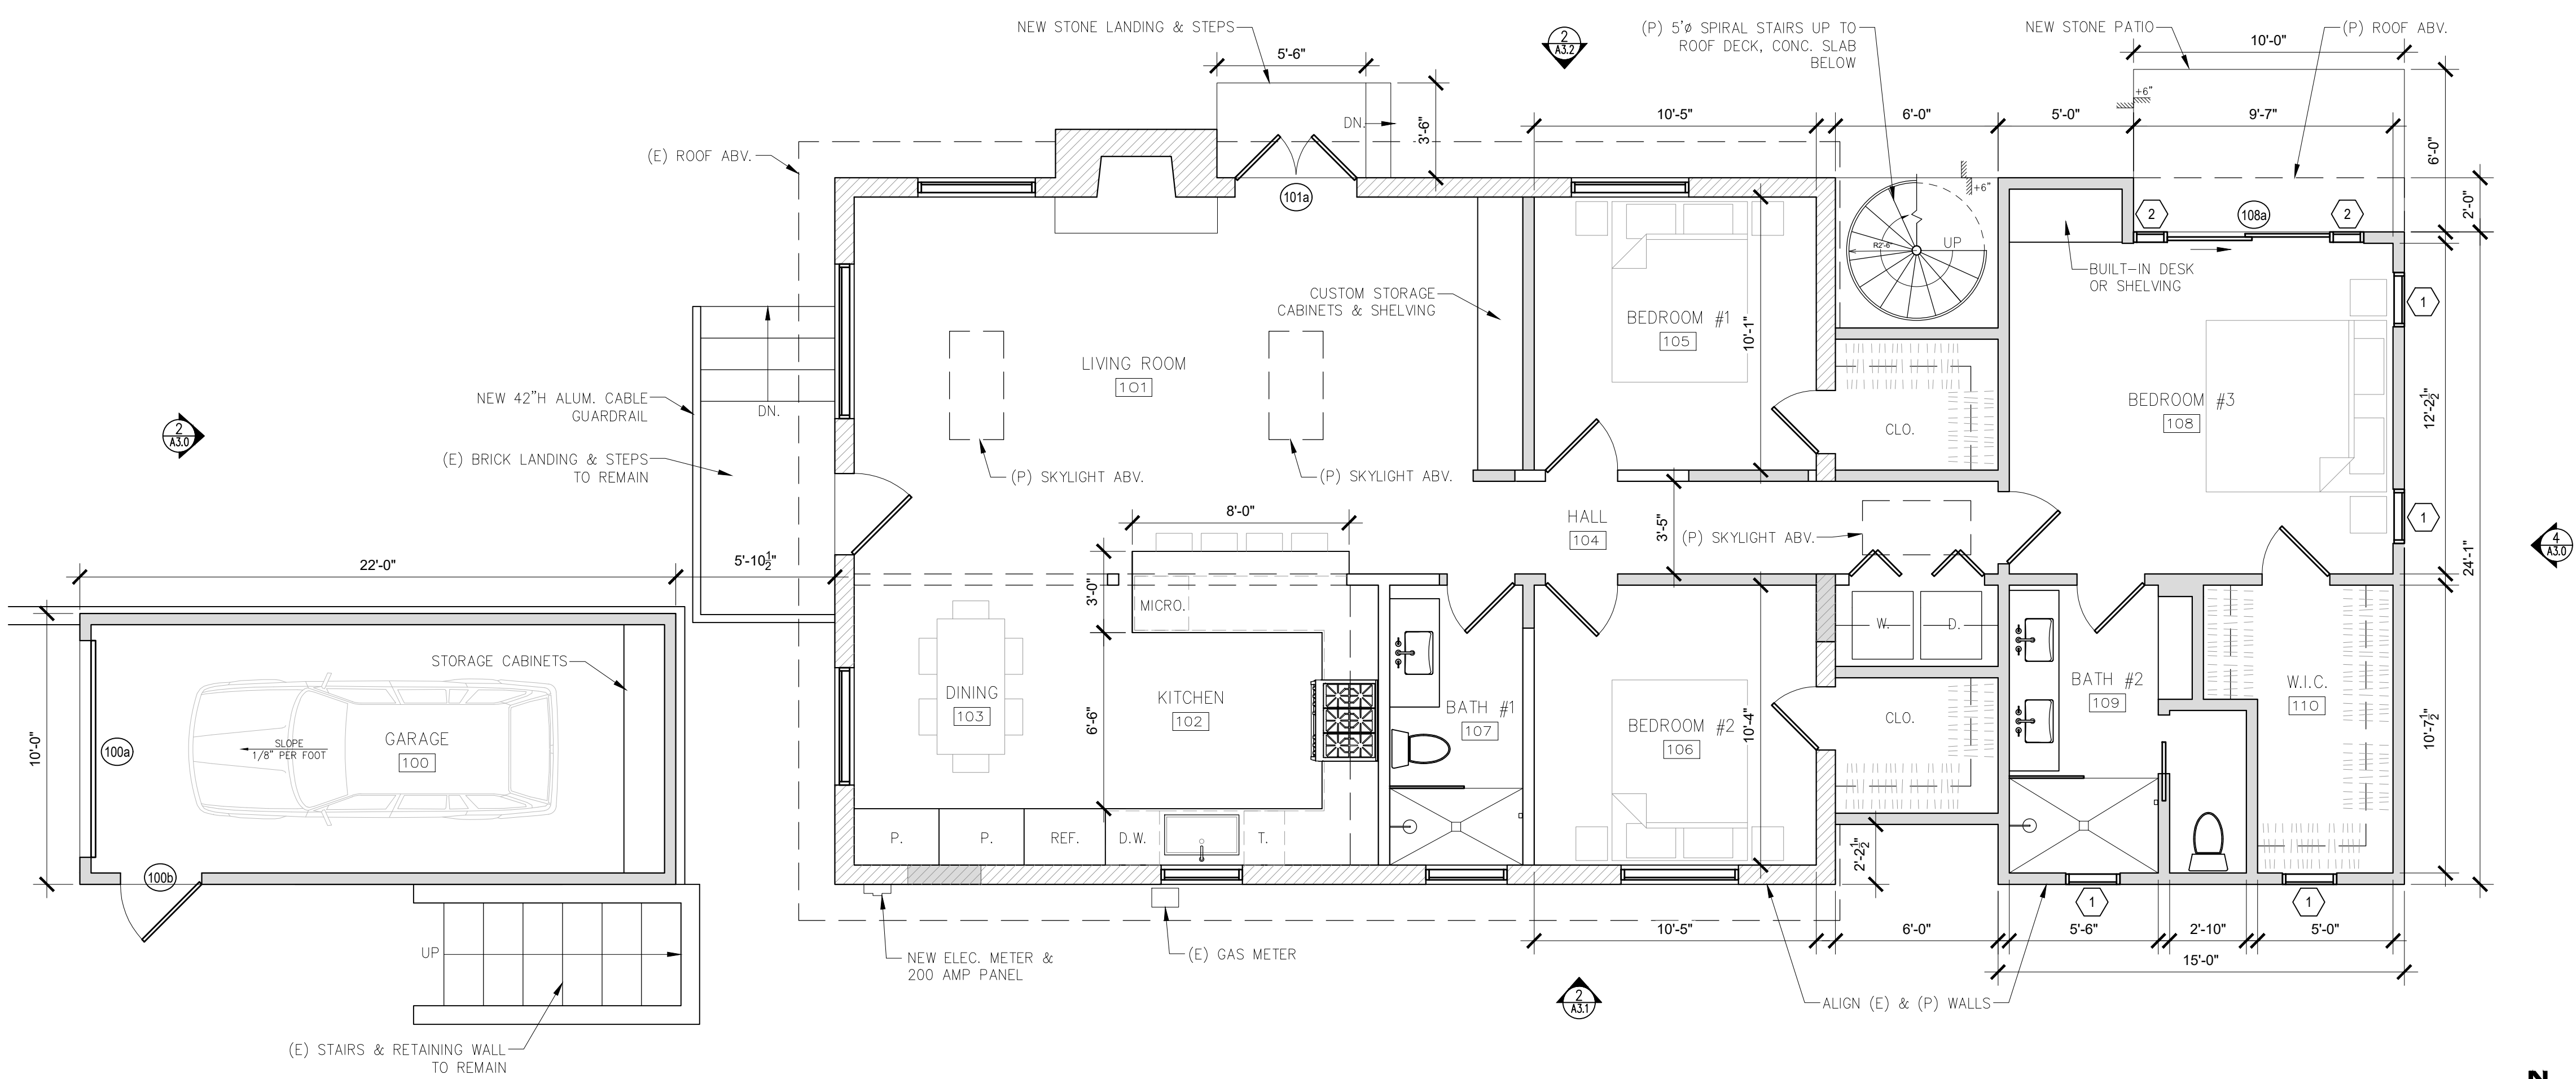 NEW STONE LANDING & STEPS
5'-6"
2
A3.2
(P) 5'ø SPIRAL STAIRS UP TO
ROOF DECK, CONC. SLAB
BELOW
NEW STONE PATIO
10'-0"
(P) ROOF ABV.
+6"
DN.
3'-6"
10'-5"
6'-0"
5'-0"
9'-7"
6'-0"
(E) ROOF ABV.
101a
+6"
2'-0"
2
108a
2
R2'-6"
UP
BUILT-IN DESK
OR SHELVING
1
CUSTOM STORAGE
CABINETS & SHELVING
BEDROOM #1
105
10'-1"
LIVING ROOM
101
NEW 42"H ALUM. CABLE
GUARDRAIL
DN.
BEDROOM #3
108
12'-2½"
CLO.
2
A3.0
(E) BRICK LANDING & STEPS
TO REMAIN
(P) SKYLIGHT ABV.
(P) SKYLIGHT ABV.
8'-0"
HALL
104
3'-5"
(P) SKYLIGHT ABV.
1
4
A3.0
24'-1"
22'-0"
5'-10½"
3'-0"
MICRO.
W.
D.
STORAGE CABINETS
DINING
103
KITCHEN
102
6'-6"
BATH #1
107
BEDROOM #2
106
10'-4"
CLO.
BATH #2
109
W.I.C.
110
10'-7½"
10'-0"
100a
SLOPE
1/8" PER FOOT
GARAGE
100
P.
P.
REF.
D.W.
T.
2'-2½"
100b
1
1
10'-5"
6'-0"
5'-6"
2'-10"
5'-0"
15'-0"
UP
NEW ELEC. METER &
200 AMP PANEL
(E) GAS METER
2
A3.1
ALIGN (E) & (P) WALLS
(E) STAIRS & RETAINING WALL
TO REMAIN
N